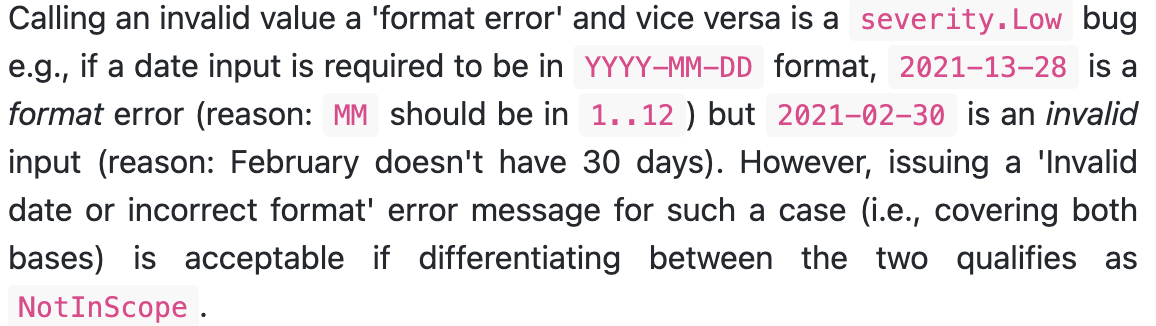 Calling an invalid value a 'format error' and vice versa is a severity.Low bug
e.g., if a date input is required to be in YYYY-MM-DD format, 2021-13-28 is a
format error (reason: MM should be in 1..12 ) but 2021-02-30 is an invalid
input (reason: February doesn't have 30 days). However, issuing a 'Invalid
date or incorrect format' error message for such a case (i.e., covering both
bases) is acceptable if differentiating between the two qualifies as
NotInScope .